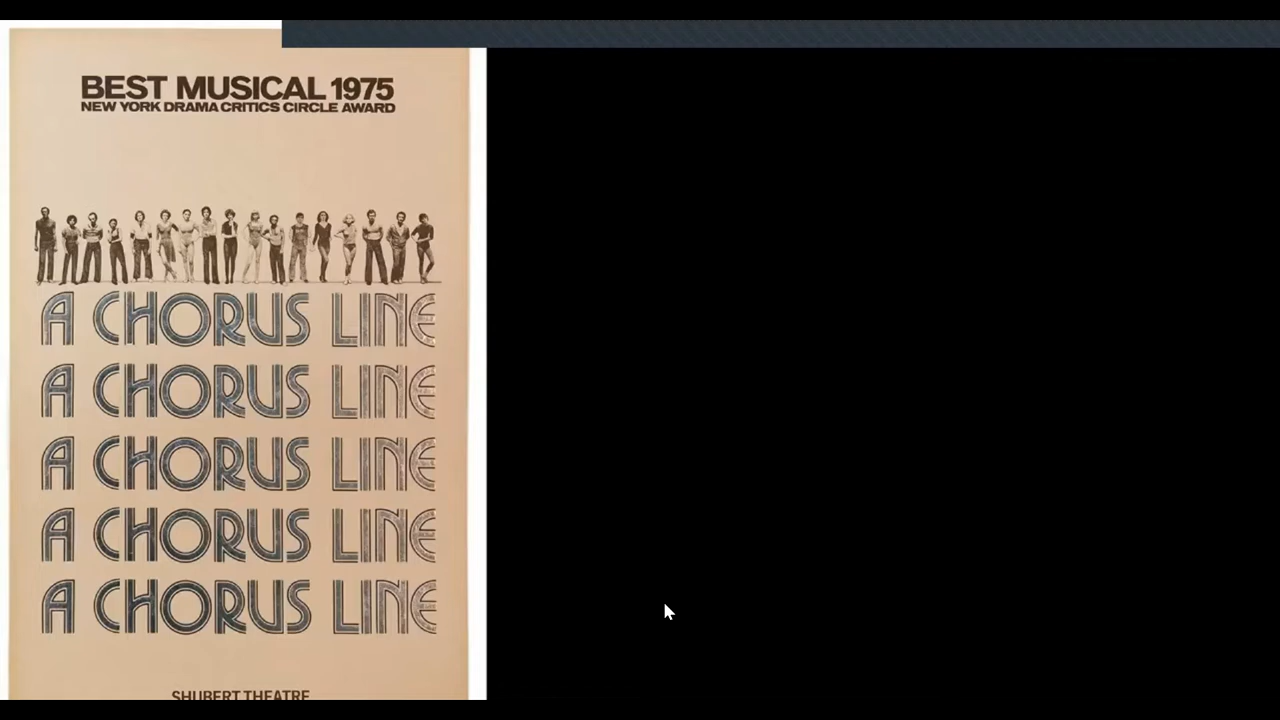 BEST MUSICAL 1975
NEW YORK DRAMA CRITICS CIRCLE AWARD
A CHORUS LINE
A CHORUS LINE
A CHORUS LINE
A CHORUS LINE
A CHORUS LINE
SHUBERT THEATRE